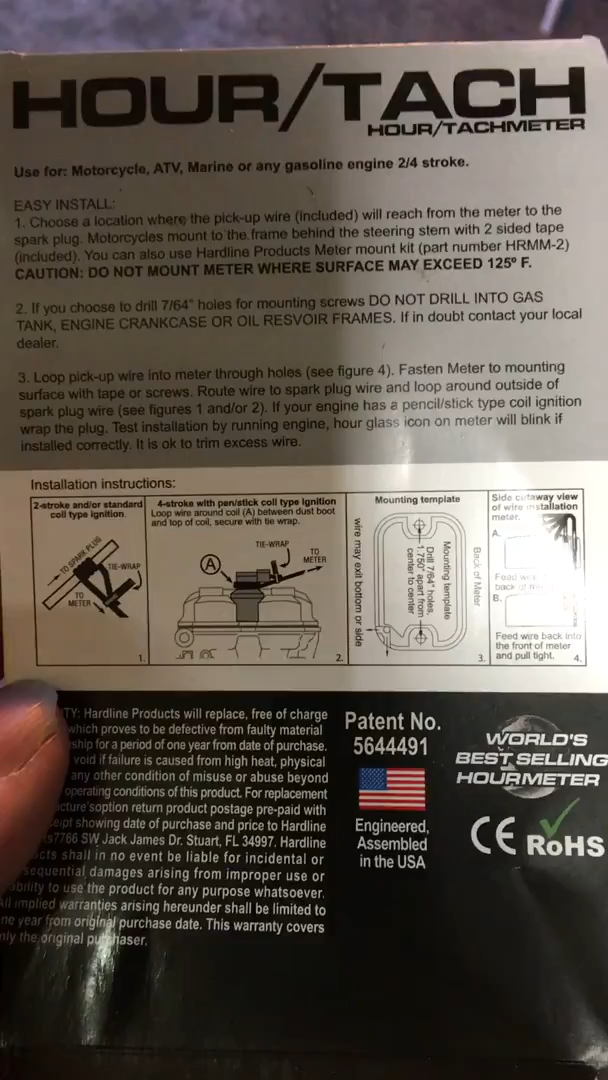 HOUR/TACH
HOUR/TACHMETER
Use for: Motorcycle, ATV, Marine or any gasoline engine 2/4 stroke.
EASY INSTALL:
1. Choose a location where the pick-up wire (included) will reach from the meter to the
spark plug. Motorcycles mount to the frame behind the steering stem with 2 sided tape
(included). You can also use Hardline Products Meter mount kit (part number HRMM-2)
CAUTION: DO NOT MOUNT METER WHERE SURFACE MAY EXCEED 125º F.
2. If you choose to drill 7/64" holes for mounting screws DO NOT DRILL INTO GAS
TANK, ENGINE CRANKCASE OR OIL RESVOIR FRAMES. If in doubt contact your local
dealer.
3. Loop pick-up wire into meter through holes (see figure 4). Fasten Meter to mounting
surface with tape or screws. Route wire to spark plug wire and loop around outside of
spark plug wire (see figures 1 and/or 2). If your engine has a pencil/stick type coil ignition
wrap the plug. Test installation by running engine, hour glass icon on meter will blink if
installed correctly. It is ok to trim excess wire.
Installation instructions:
2-stroke and/or standard
coil type ignition.
TO SPARK PLUG
TIE-WRAP
TO
METER
1.
4-stroke with pen/stick coil type ignition
Loop wire around coil (A) between dust boot
and top of coil, secure with tie wrap.
TIE-WRAP
TO
METER
A
2.
Mounting template
wire may exit bottom or side
Drill 7/64" holes,
1.750" apart from
center to center
Mounting template
Back of Meter
3.
Side cutaway view
of wire installation
meter.
A.
Feed
back of
B.
Feed wire back into
the front of meter
and pull tight.
4.
TY: Hardline Products will replace, free of charge
which proves to be defective from faulty material
ship for a period of one year from date of purchase.
void if failure is caused from high heat, physical
any other condition of misuse or abuse beyond
operating conditions of this product. For replacement
cture'soption return product postage pre-paid with
eipt showing date of purchase and price to Hardline
ts7766 SW Jack James Dr. Stuart, FL 34997. Hardline
cts shall in no event be liable for incidental or
sequential damages arising from improper use or
ability to use the product for any purpose whatsoever.
All implied warranties arising hereunder shall be limited to
ne year from original purchase date. This warranty covers
nly the original purchaser.
Patent No.
5644491
Engineered,
Assembled
in the USA
WORLD'S
BEST SELLING
HOURMETER
CE RoHS